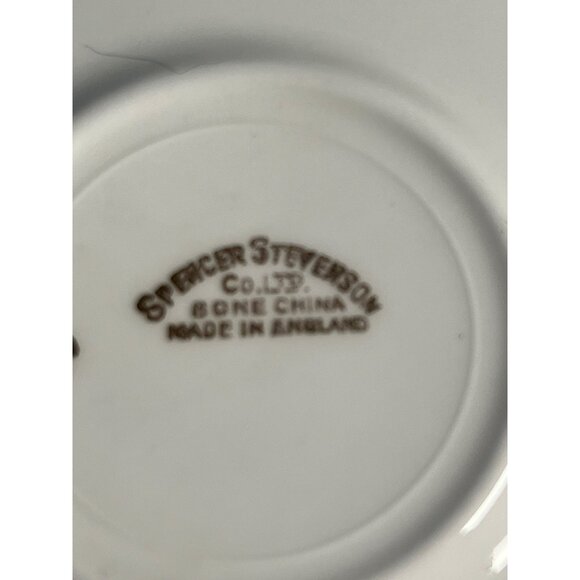 SPENCER STEVENSON
CO. LTD.
BONE CHINA
MADE IN ENGLAND